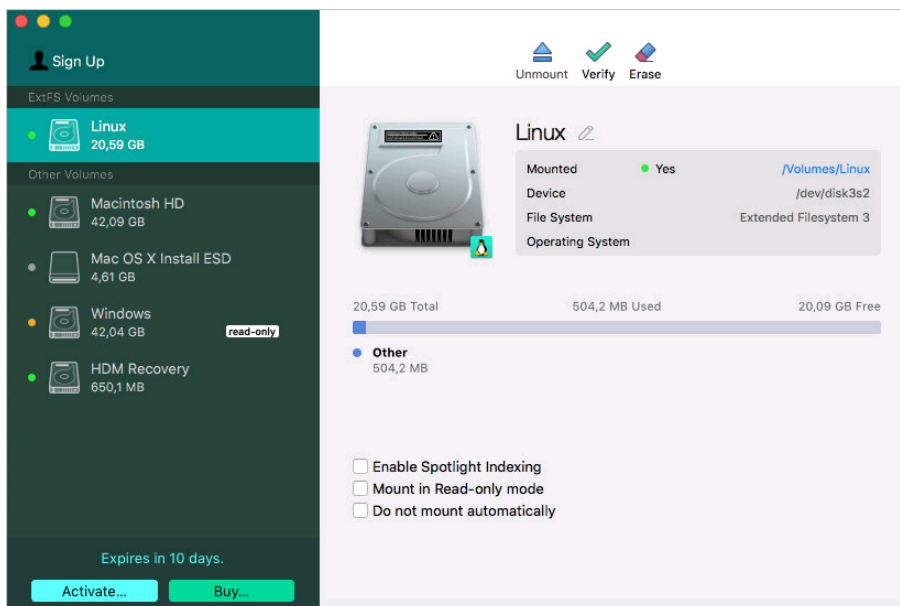 Sign Up
ExtFS Volumes
Linux
20,59 GB
Other Volumes
Macintosh HD
42,09 GB
Mac OS X Install ESD
4,61 GB
Windows
42,04 GB read-only
HDM Recovery
650,1 MB
Expires in 10 days.
Activate... Buy...
Unmount Verify Erase
Linux
Mounted Yes /Volumes/Linux
Device /dev/disk3s2
File System Extended Filesystem 3
Operating System
20,59 GB Total 504,2 MB Used 20,09 GB Free
Other
504,2 MB
Enable Spotlight Indexing
Mount in Read-only mode
Do not mount automatically